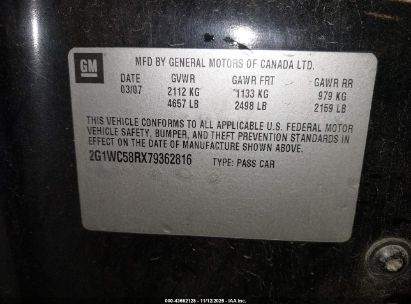 GM
MFD BY GENERAL MOTORS OF CANADA LTD.
DATE GVWR GAWR FRT GAWR RR
03/07 2112 KG 1133 KG 979 KG
4657 LB 2498 LB 2159 LB
THIS VEHICLE CONFORMS TO ALL APPLICABLE U.S. FEDERAL MOTOR
VEHICLE SAFETY, BUMPER, AND THEFT PREVENTION STANDARDS IN
EFFECT ON THE DATE OF MANUFACTURE SHOWN ABOVE.
2G1WC58RX79362816 TYPE: PASS CAR
000-43662128 - 11/12/2025 - IAAI, Inc.